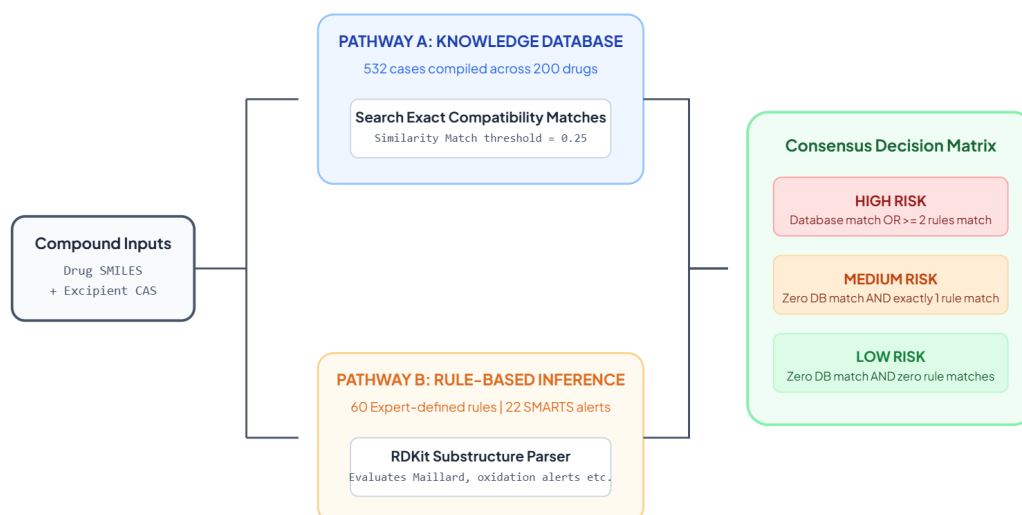 PATHWAY A: KNOWLEDGE DATABASE
532 cases compiled across 200 drugs
Search Exact Compatibility Matches
Similarity Match threshold = 0.25
Compound Inputs
Drug SMILES
+ Excipient CAS
PATHWAY B: RULE-BASED INFERENCE
60 Expert-defined rules | 22 SMARTS alerts
RDKit Substructure Parser
Evaluates Maillard, oxidation alerts etc.
Consensus Decision Matrix
HIGH RISK
Database match OR >= 2 rules match
MEDIUM RISK
Zero DB match AND exactly 1 rule match
LOW RISK
Zero DB match AND zero rule matches